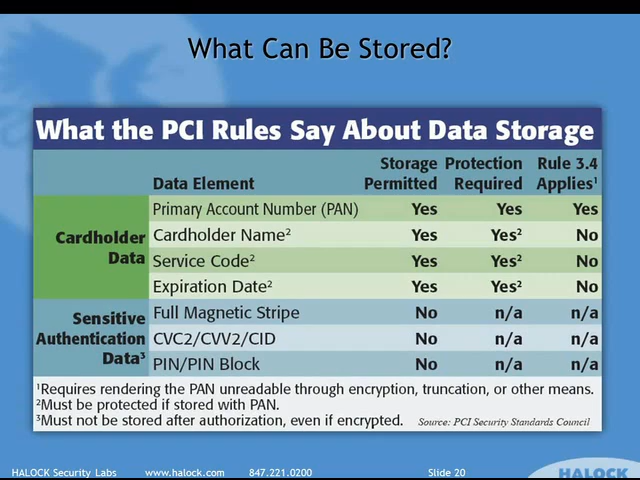 What Can Be Stored?
What the PCI Rules Say About Data Storage
Data Element Storage Permitted Protection Required Rule 3.4 Applies¹
Cardholder Data
Primary Account Number (PAN) Yes Yes Yes
Cardholder Name² Yes Yes² No
Service Code² Yes Yes² No
Expiration Date² Yes Yes² No
Sensitive Authentication Data³
Full Magnetic Stripe No n/a n/a
CVC2/CVV2/CID No n/a n/a
PIN/PIN Block No n/a n/a
¹Requires rendering the PAN unreadable through encryption, truncation, or other means.
²Must be protected if stored with PAN.
³Must not be stored after authorization, even if encrypted. Source: PCI Security Standards Council
HALOCK Security Labs www.halock.com 847.221.0200 Slide 20
HALOCK